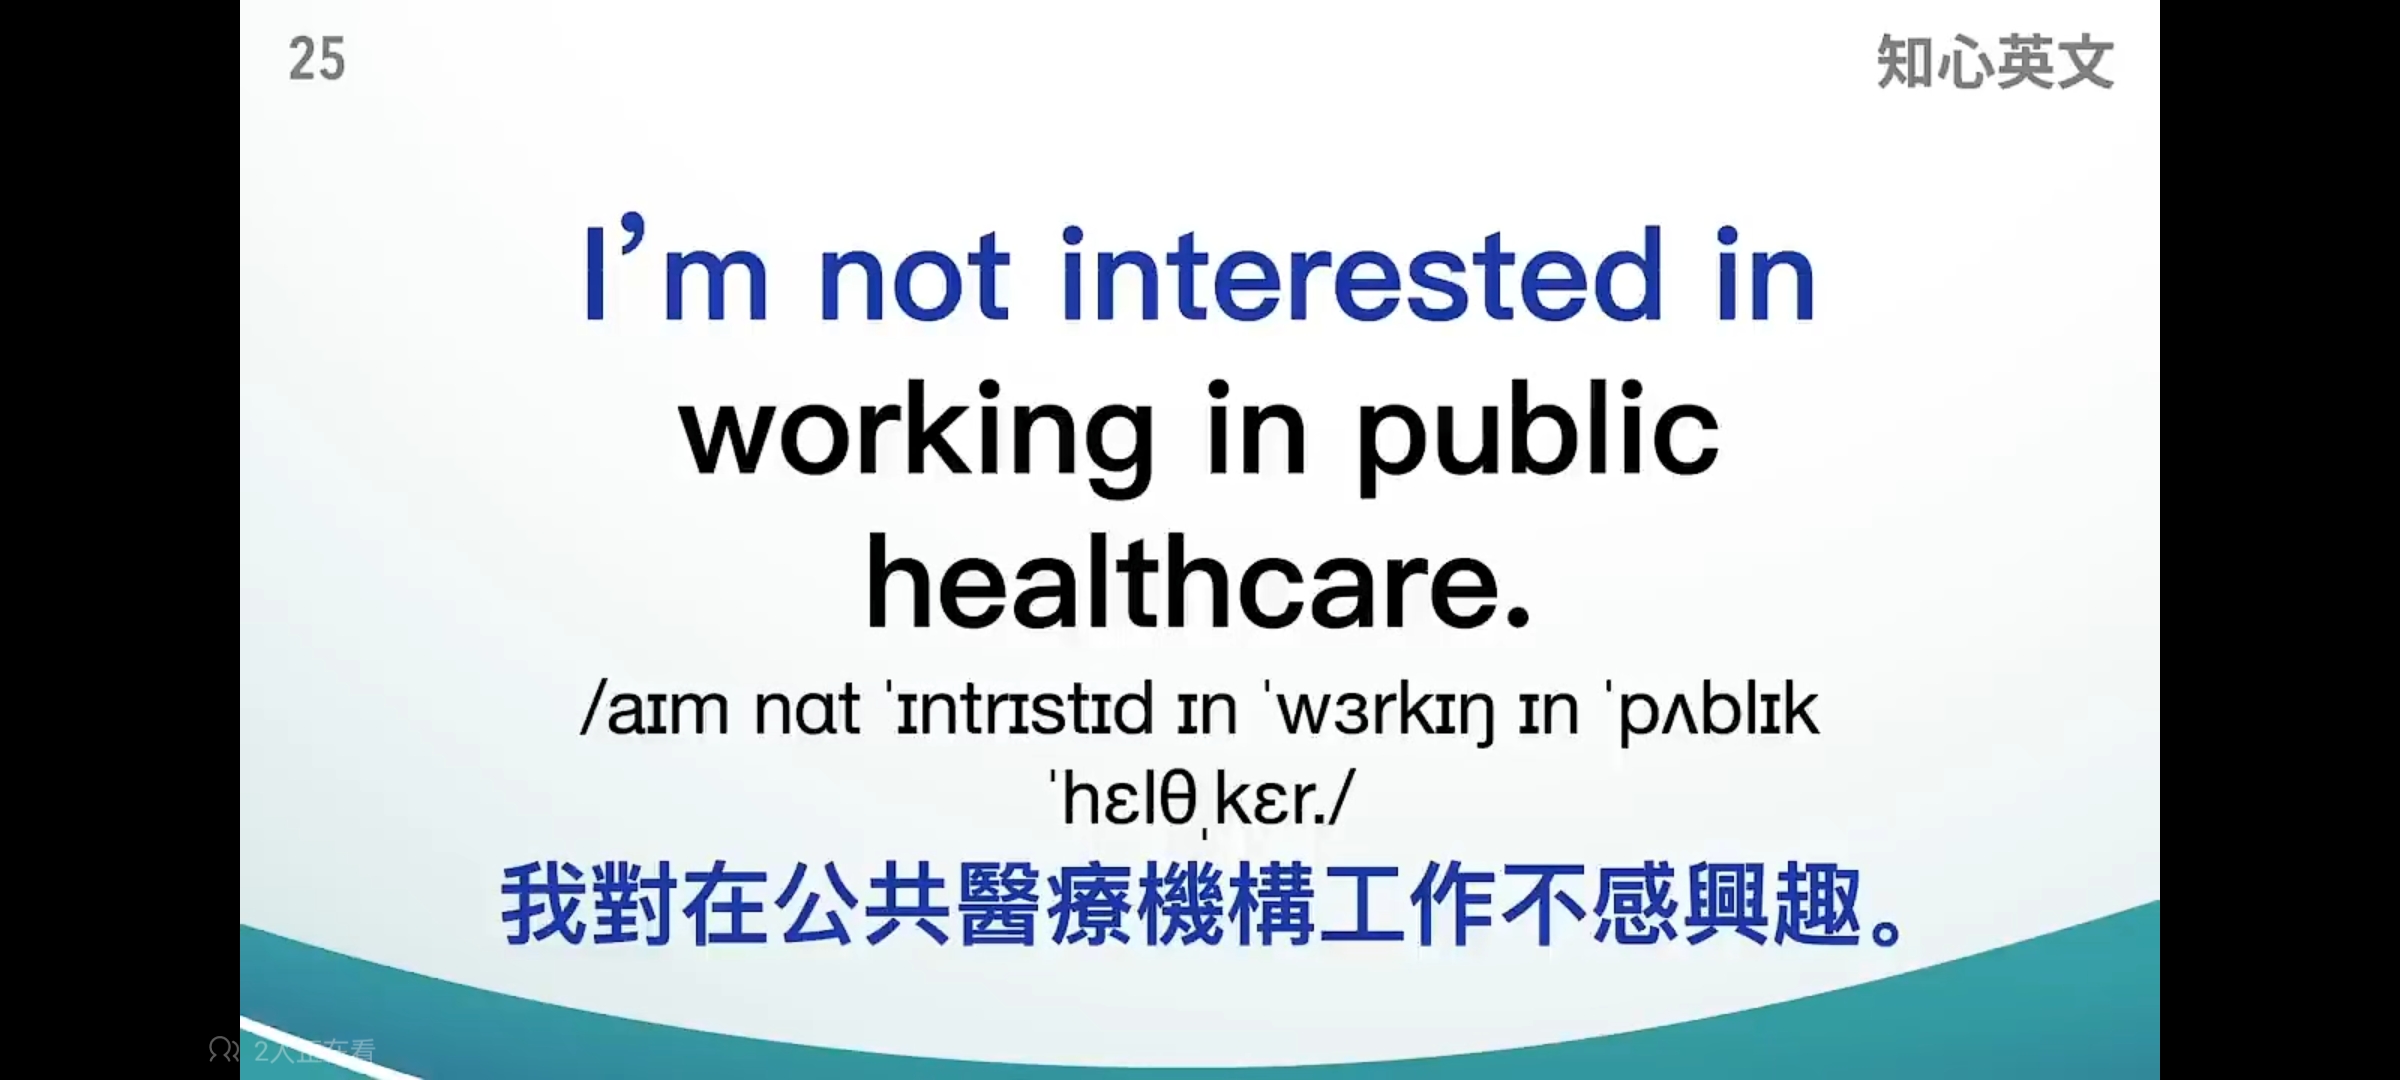 25
知心英文
I’m not interested in
working in public
healthcare.
/aɪm nɑt ˈɪntrɪstɪd ɪn ˈwɜrkɪŋ ɪn ˈpʌblɪk
ˈhɛlθˌkɛr./
我對在公共醫療機構工作不感興趣。
2人正在看